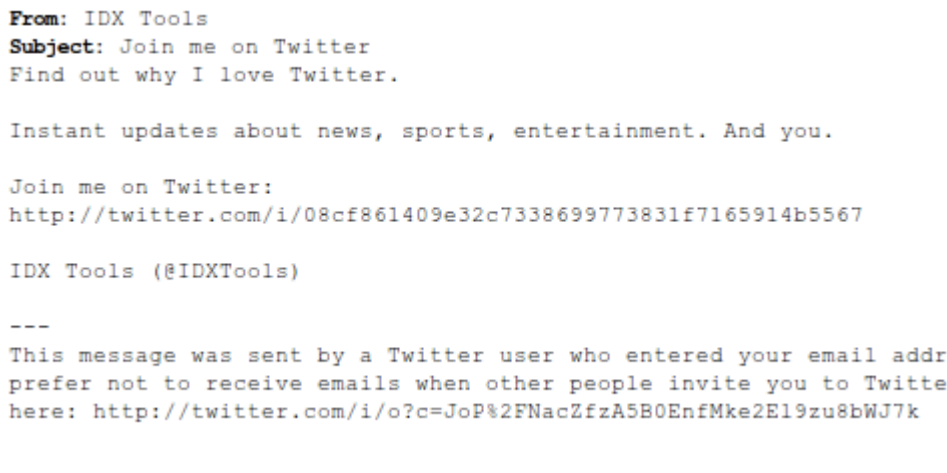 From: IDX Tools
Subject: Join me on Twitter
Find out why I love Twitter.
Instant updates about news, sports, entertainment. And you.
Join me on Twitter:
http://twitter.com/i/08cf861409e32c7338699773831f7165914b5567
IDX Tools (@IDXTools)
---
This message was sent by a Twitter user who entered your email addr
prefer not to receive emails when other people invite you to Twitte
here: http://twitter.com/i/o?c=JoP%2FNacZfzA5B0EnfMke2E19zu8bWJ7k